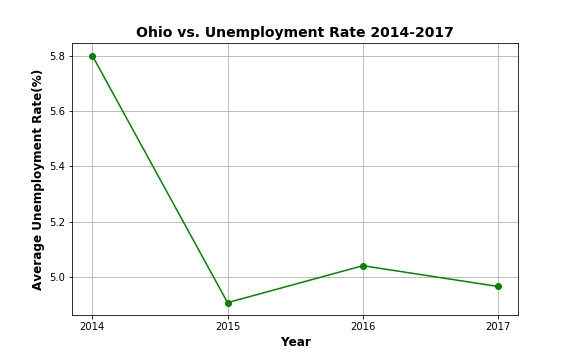 Ohio vs. Unemployment Rate 2014-2017
Average Unemployment Rate(%)
5.8
5.6
5.4
5.2
5.0
2014 2015 2016 2017
Year